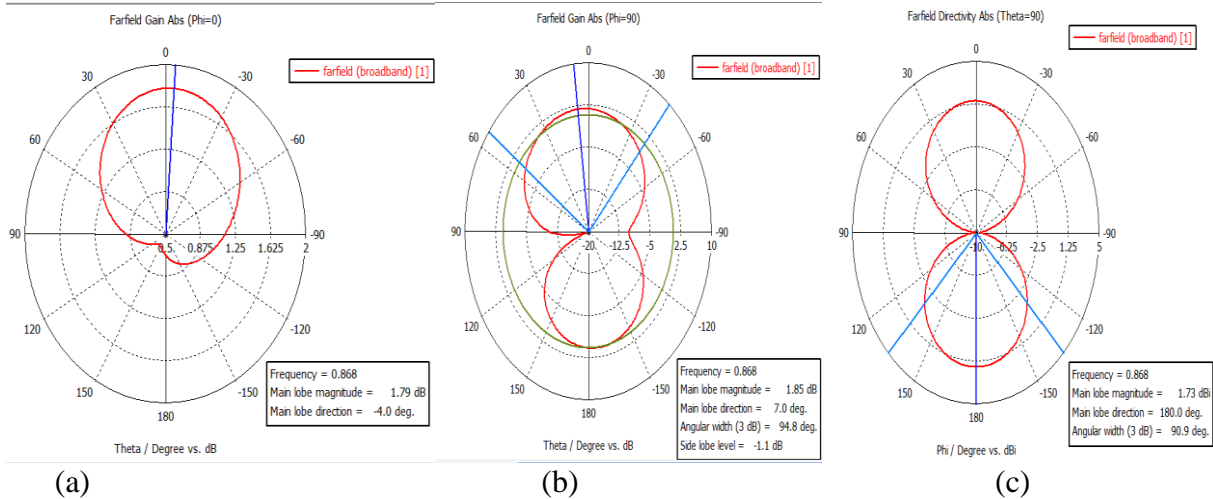 Farfield Gain Abs (Phi=0)
0
farfield (broadband) [1]
30
-30
60
-60
90
0.5
0.875
1.25
1.625
2
-90
120
-120
150
180
Frequency = 0.868
Main lobe magnitude = 1.79 dB
Main lobe direction = -4.0 deg.
Theta / Degree vs. dB
(a)
Farfield Gain Abs (Phi=90)
0
farfield (broadband) [1]
30
-30
60
-60
90
-20
-12.5
-5
2.5
10
-90
120
-120
150
180
Frequency = 0.868
Main lobe magnitude = 1.85 dB
Main lobe direction = 7.0 deg.
Angular width (3 dB) = 94.8 deg.
Side lobe level = -1.1 dB
Theta / Degree vs. dB
(b)
Farfield Directivity Abs (Theta=90)
0
farfield (broadband) [1]
30
-30
60
-60
90
-10
-6.25
-2.5
1.25
5
-90
120
-120
150
180
Frequency = 0.868
Main lobe magnitude = 1.73 dBi
Main lobe direction = 180.0 deg.
Angular width (3 dB) = 90.9 deg.
Phi / Degree vs. dBi
(c)